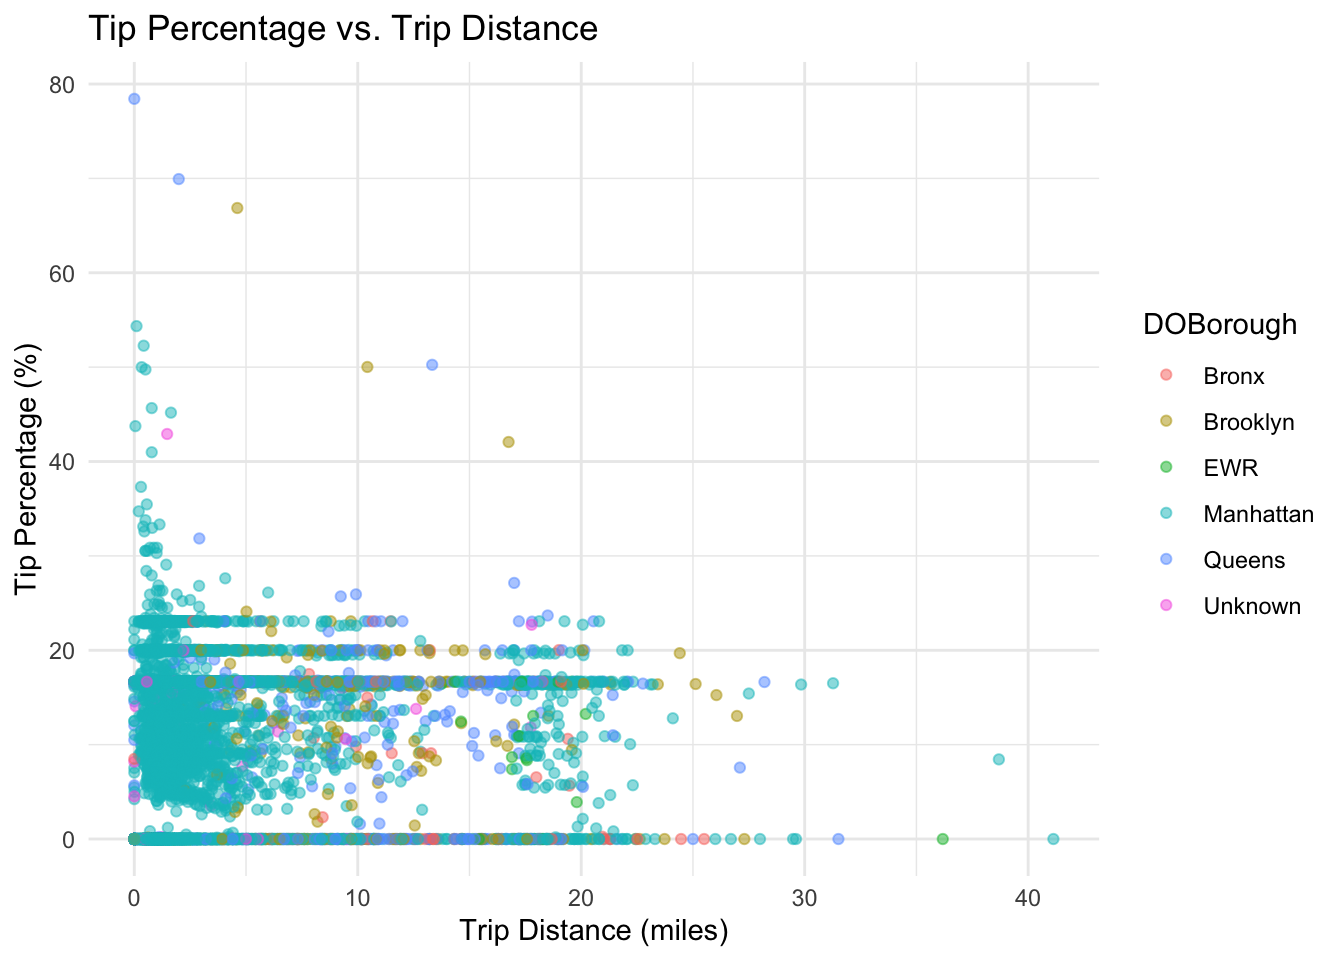 Tip Percentage vs. Trip Distance
80
60
40
20
0
Tip Percentage (%)
0 10 20 30 40
Trip Distance (miles)
DOBorough
Bronx
Brooklyn
EWR
Manhattan
Queens
Unknown